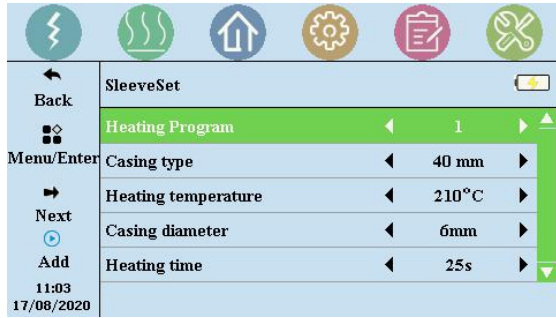 Back
Menu/Enter
Next
Add
11:03
17/08/2020
SleeveSet
Heating Program 1
Casing type 40 mm
Heating temperature 210°C
Casing diameter 6mm
Heating time 25s